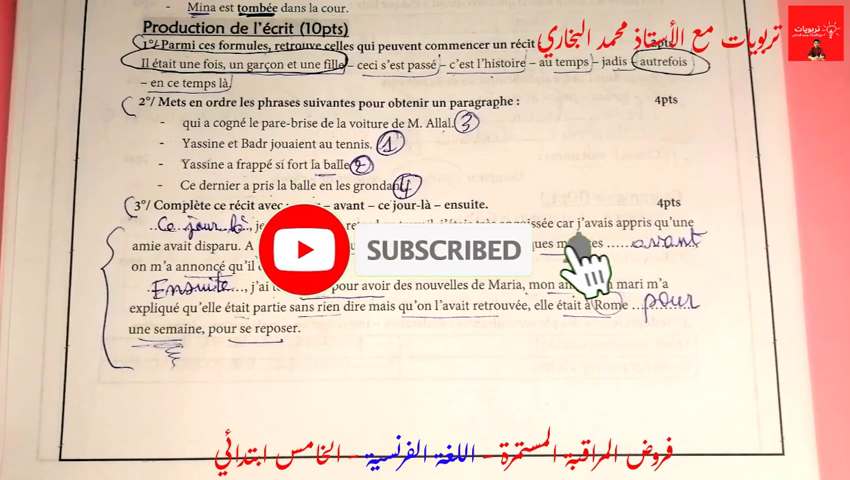 - Mina est tombée dans la cour.
تربويات مع الأستاذ محمد البخاري
تربويات
Production de l'écrit (10pts)
1°/ Parmi ces formules, retrouve celles qui peuvent commencer un récit
Il était une fois, un garçon et une fille – ceci s'est passé – c'est l'histoire – au temps – jadis – autrefois
– en ce temps là
2°/ Mets en ordre les phrases suivantes pour obtenir un paragraphe : 4pts
- qui a cogné le pare-brise de la voiture de M. Allal. 3
- Yassine et Badr jouaient au tennis. 1
- Yassine a frappé si fort la balle 2
- Ce dernier a pris la balle en les grondant. 4
3°/ Complète ce récit avec – avant – ce jour-là – ensuite. 4pts
Ce jour là, car j'avais appris qu'une
amie avait disparu. A avant
on m'a annoncé qu'il
Ensuite, j'ai pour avoir des nouvelles de Maria, mon mari m'a
expliqué qu'elle était partie sans rien dire mais qu'on l'avait retrouvée, elle était à Rome pour
une semaine, pour se reposer.
SUBSCRIBED
فروض المراقبة المستمرة - اللغة الفرنسية - الخامس ابتدائي